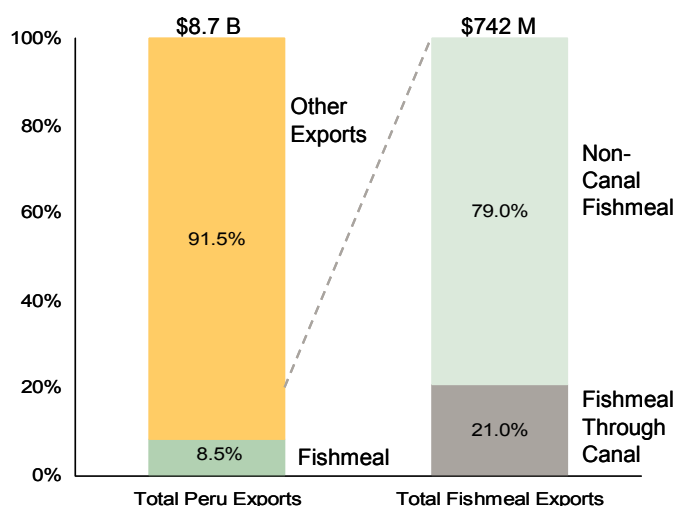 $8.7 B
$742 M
100%
80%
60%
40%
20%
0%
Other
Exports
91.5%
8.5%
Fishmeal
Non-
Canal
Fishmeal
79.0%
Fishmeal
Through
Canal
21.0%
Total Peru Exports
Total Fishmeal Exports